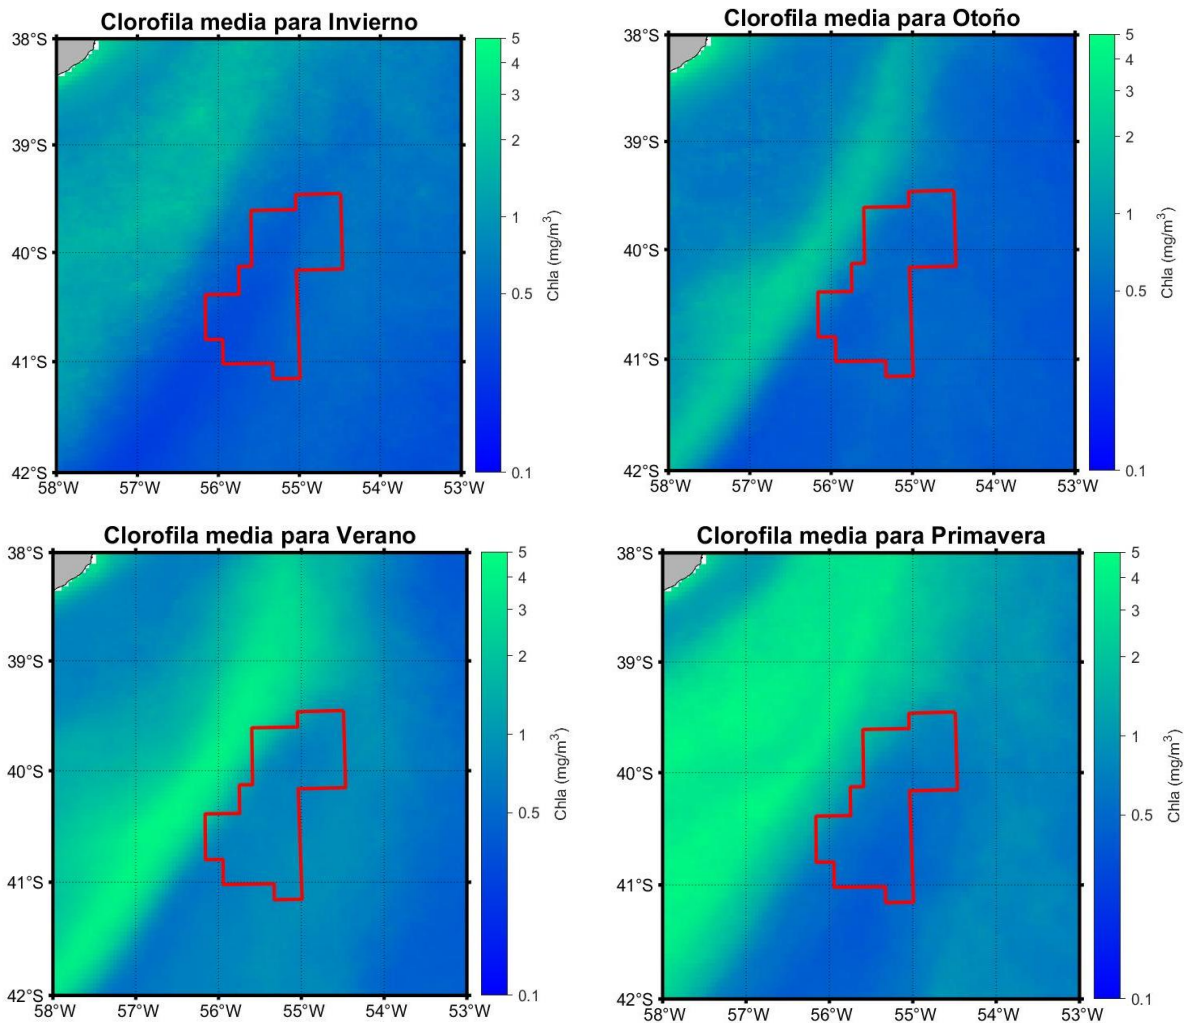 Clorofila media para Invierno
38°S
39°S
40°S
41°S
42°S
58°W 57°W 56°W 55°W 54°W 53°W
5
4
3
2
1
0.5
0.1
Chla (mg/m³)
Clorofila media para Otoño
38°S
39°S
40°S
41°S
42°S
58°W 57°W 56°W 55°W 54°W 53°W
5
4
3
2
1
0.5
0.1
Chla (mg/m³)
Clorofila media para Verano
38°S
39°S
40°S
41°S
42°S
58°W 57°W 56°W 55°W 54°W 53°W
5
4
3
2
1
0.5
0.1
Chla (mg/m³)
Clorofila media para Primavera
38°S
39°S
40°S
41°S
42°S
58°W 57°W 56°W 55°W 54°W 53°W
5
4
3
2
1
0.5
0.1
Chla (mg/m³)